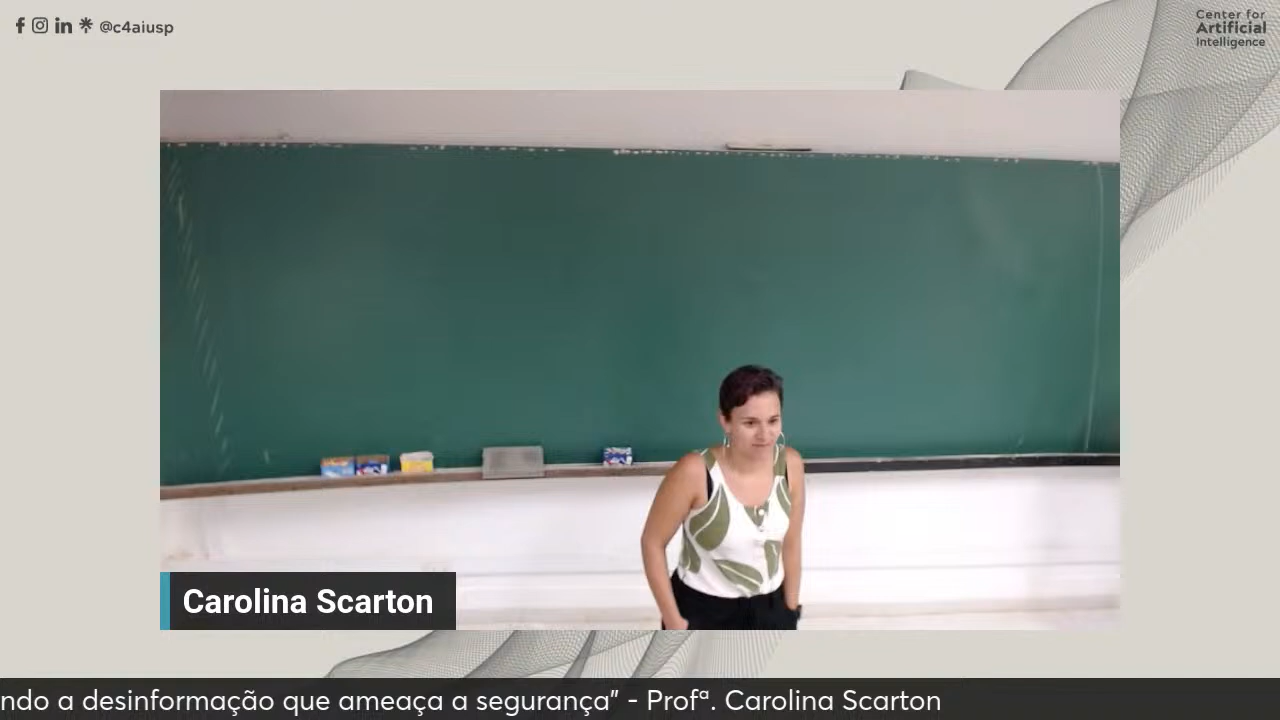 @c4aiusp
Center for
Artificial
Intelligence
Carolina Scarton
ndo a desinformação que ameaça a segurança” - Profª. Carolina Scarton